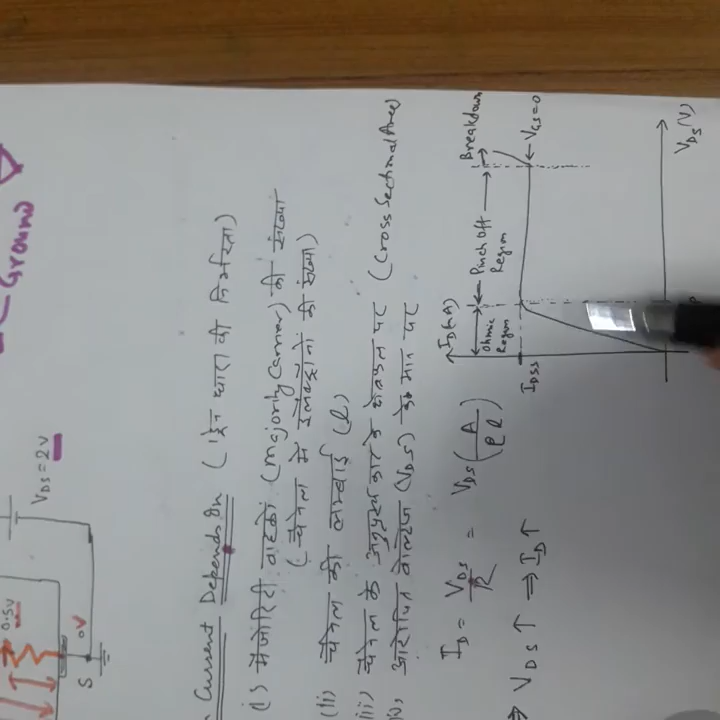 Ground
VDS = 2V
0.5V
0V
S
Current Depends On (ड्रेन धारा की निर्भरता)
(i) मेजोरिटी वाहकों (Majority Carrier) की संख्या
(चैनल में इलेक्ट्रॉनों की संख्या)
(ii) चैनल की लम्बाई (l)
(iii) चैनल के अनुप्रस्थ काट के क्षेत्रफल पर (Cross Sectional Area)
(iv) आरोपित वोल्टेज (VDS) के मान पर
ID = VDS/R = VDS (A/ρl)
⇒ VDS ↑ ⇒ ID ↑
ID(mA)
Ohmic Region
Pinch Off Region
Breakdown
IDSS
VGS=0
VDS(V)